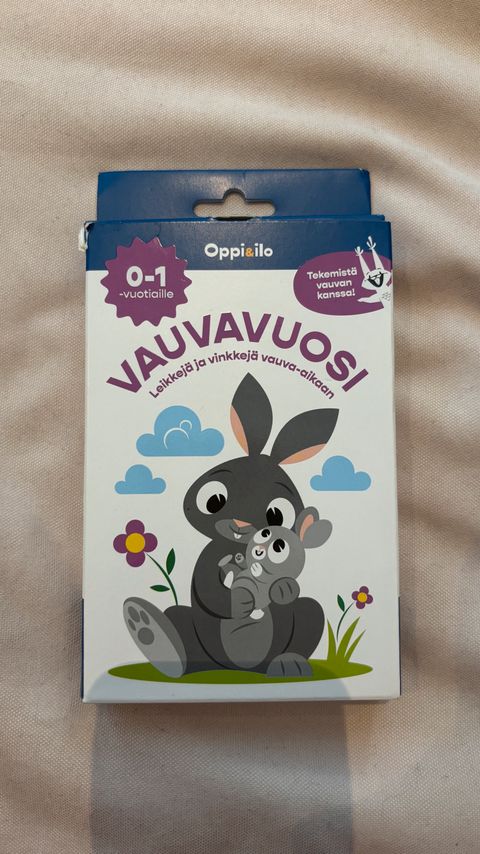 Oppi&ilo
0-1
-vuotiaille
Tekemistä
vauvan
kanssa!
VAUVAVUOSI
Leikkejä ja vinkkejä vauva-aikaan